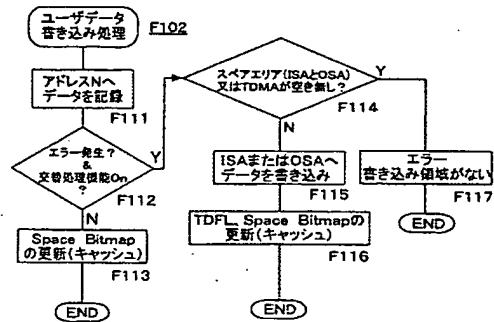 ユーザデータ
書き込み処理
F102
アドレスNへ
データを記録
F111
エラー発生?
&
交替処理機能On
?
F112
Y
N
Space Bitmap
の更新(キャッシュ)
F113
END
スペアエリア(ISAとOSA)
又はTDMAが空き無し?
F114
Y
N
ISAまたはOSAへ
データを書き込み
F115
TDFL、Space Bitmapの
更新(キャッシュ)
F116
END
エラー
書き込み領域がない
F117
END